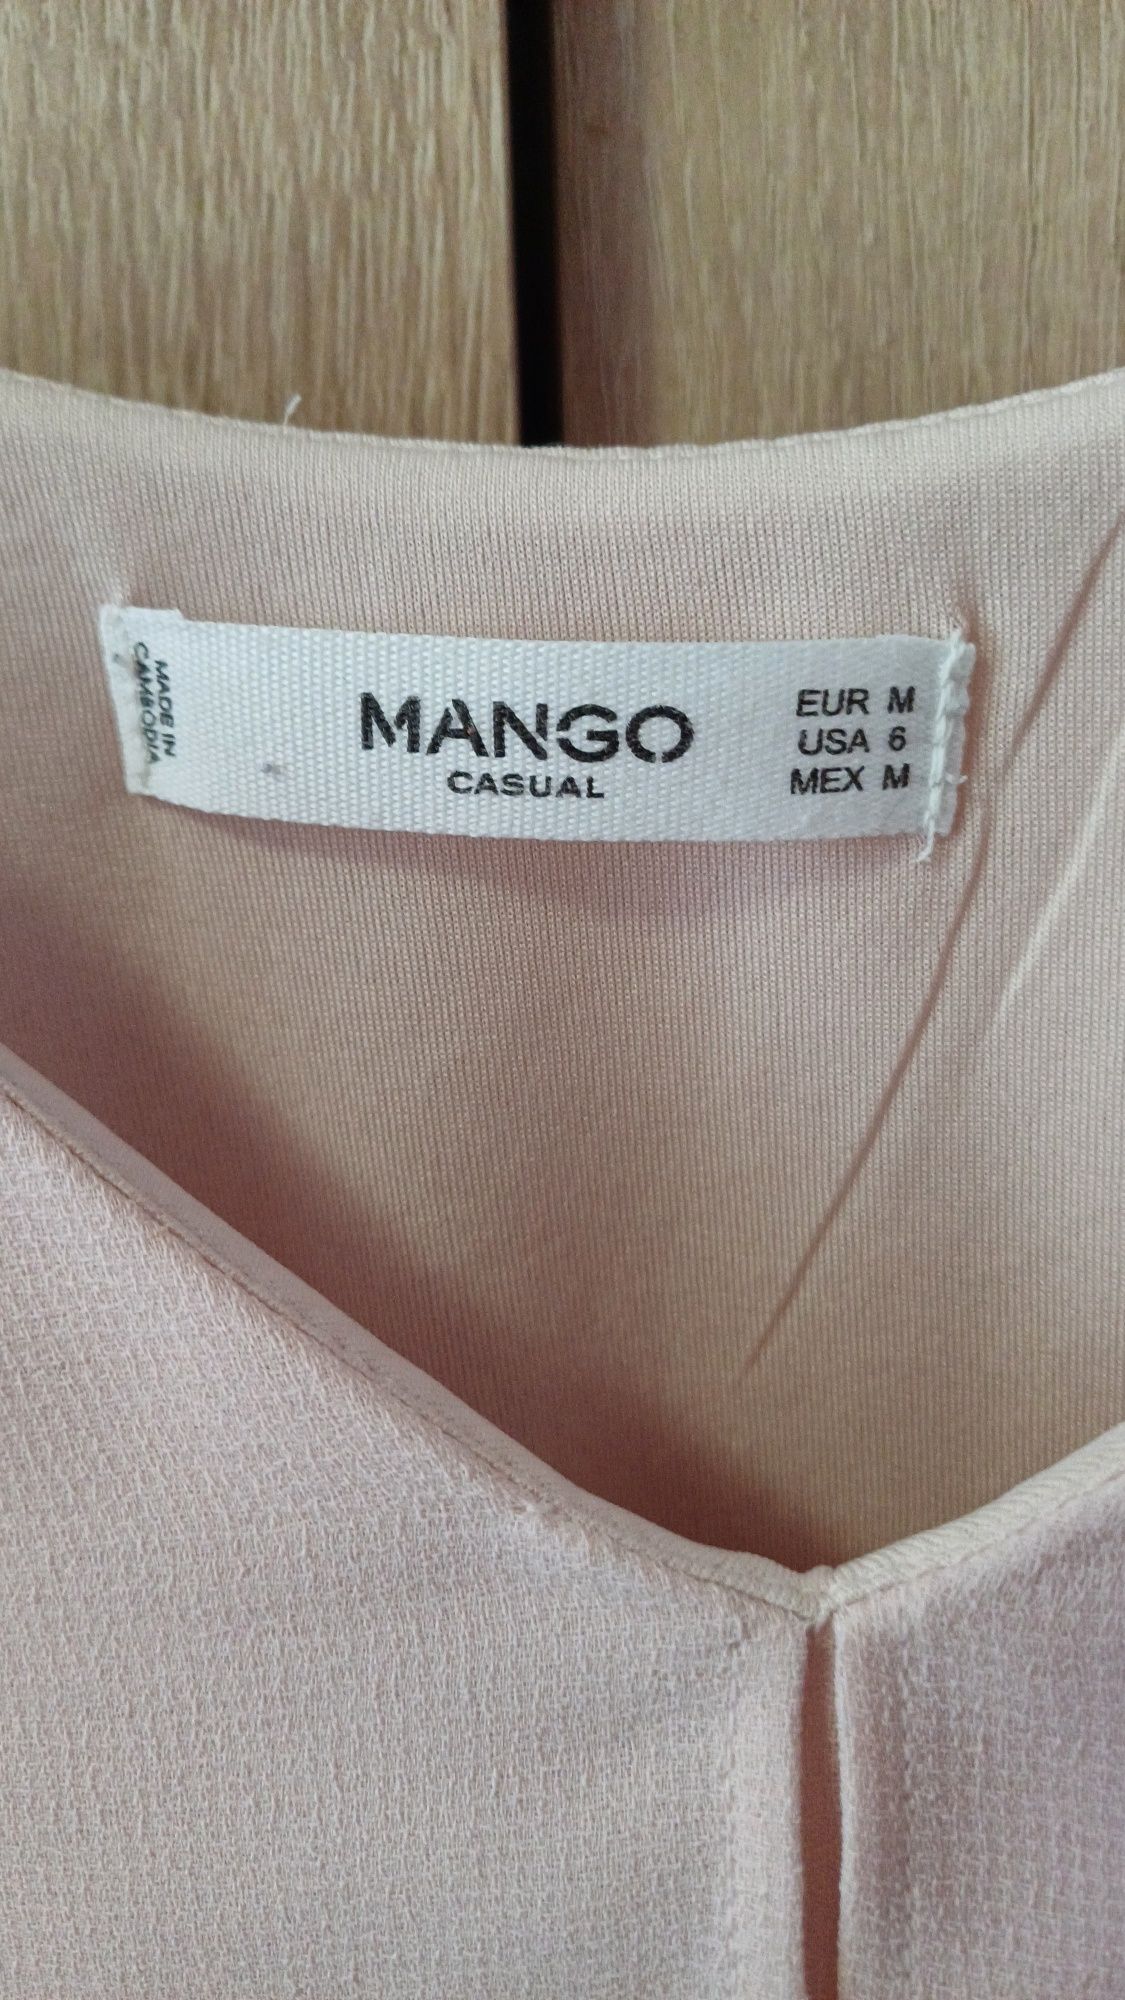 MADE IN
CAMBODIA
MANGO
CASUAL
EUR M
USA 6
MEX M